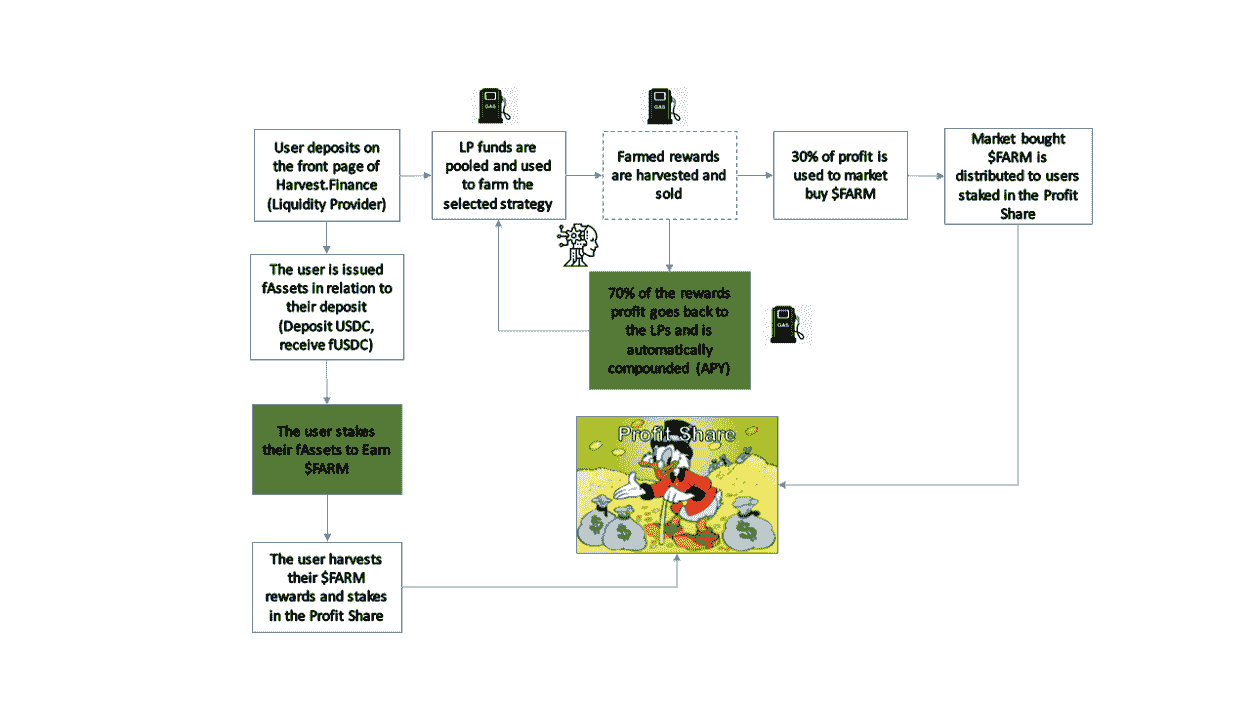 GAS
GAS
User deposits on
the front page of
Harvest.Finance
(Liquidity Provider)
LP funds are
pooled and used
to farm the
selected strategy
Farmed rewards
are harvested and
sold
30% of profit is
used to market
buy $FARM
Market bought
$FARM is
distributed to users
staked in the Profit
Share
The user is issued
fAssets in relation to
their deposit
(Deposit USDC,
receive fUSDC)
70% of the rewards
profit goes back to
the LPs and is
automatically
compounded (APY)
GAS
The user stakes
their fAssets to Earn
$FARM
Profit Share
$
$
$
The user harvests
their $FARM
rewards and stakes
in the Profit Share